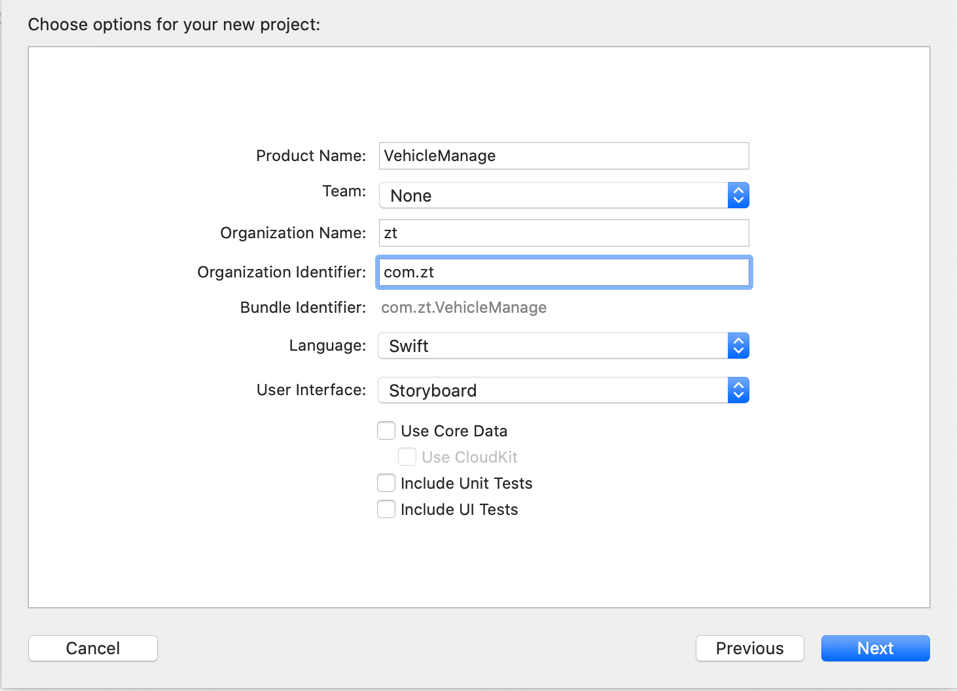 Choose options for your new project:
Product Name: VehicleManage
Team: None
Organization Name: zt
Organization Identifier: com.zt
Bundle Identifier: com.zt.VehicleManage
Language: Swift
User Interface: Storyboard
Use Core Data
Use CloudKit
Include Unit Tests
Include UI Tests
Cancel Previous Next